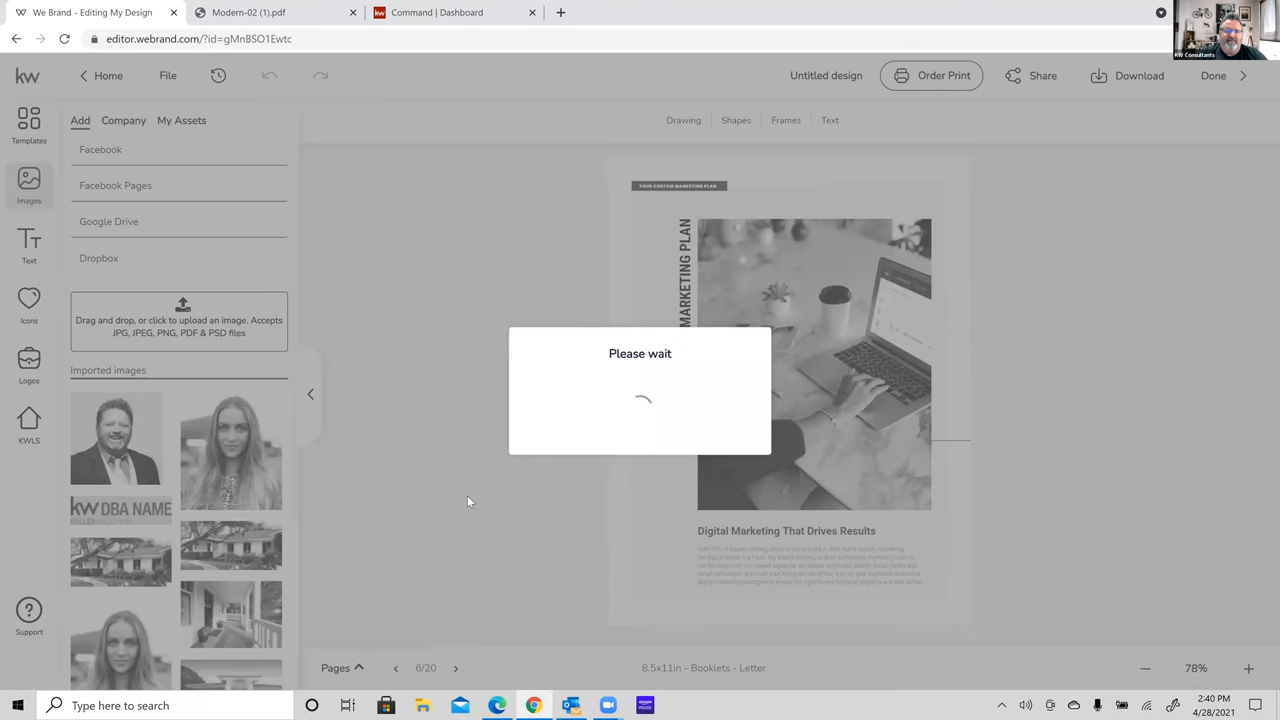 We Brand - Editing My Design
Modern-02 (1).pdf
Command | Dashboard
kw
editor.webrand.com/?id=gMnBSO1Ewtc
KW Consultants
kw
Home
File
Untitled design
Order Print
Share
Download
Done
Templates
Images
Text
Icons
Logos
KWLS
Support
Add
Company
My Assets
Facebook
Facebook Pages
Google Drive
Dropbox
Drag and drop, or click to upload an image. Accepts
JPG, JPEG, PNG, PDF & PSD files
Imported images
kw DBA NAME
KELLERWILLIAMS
Drawing
Shapes
Frames
Text
YOUR CUSTOM MARKETING PLAN
MARKETING PLAN
Please wait
Digital Marketing That Drives Results
Pages
6/20
8.5x11in - Booklets - Letter
78%
Type here to search
amazon
music
2:40 PM
4/28/2021